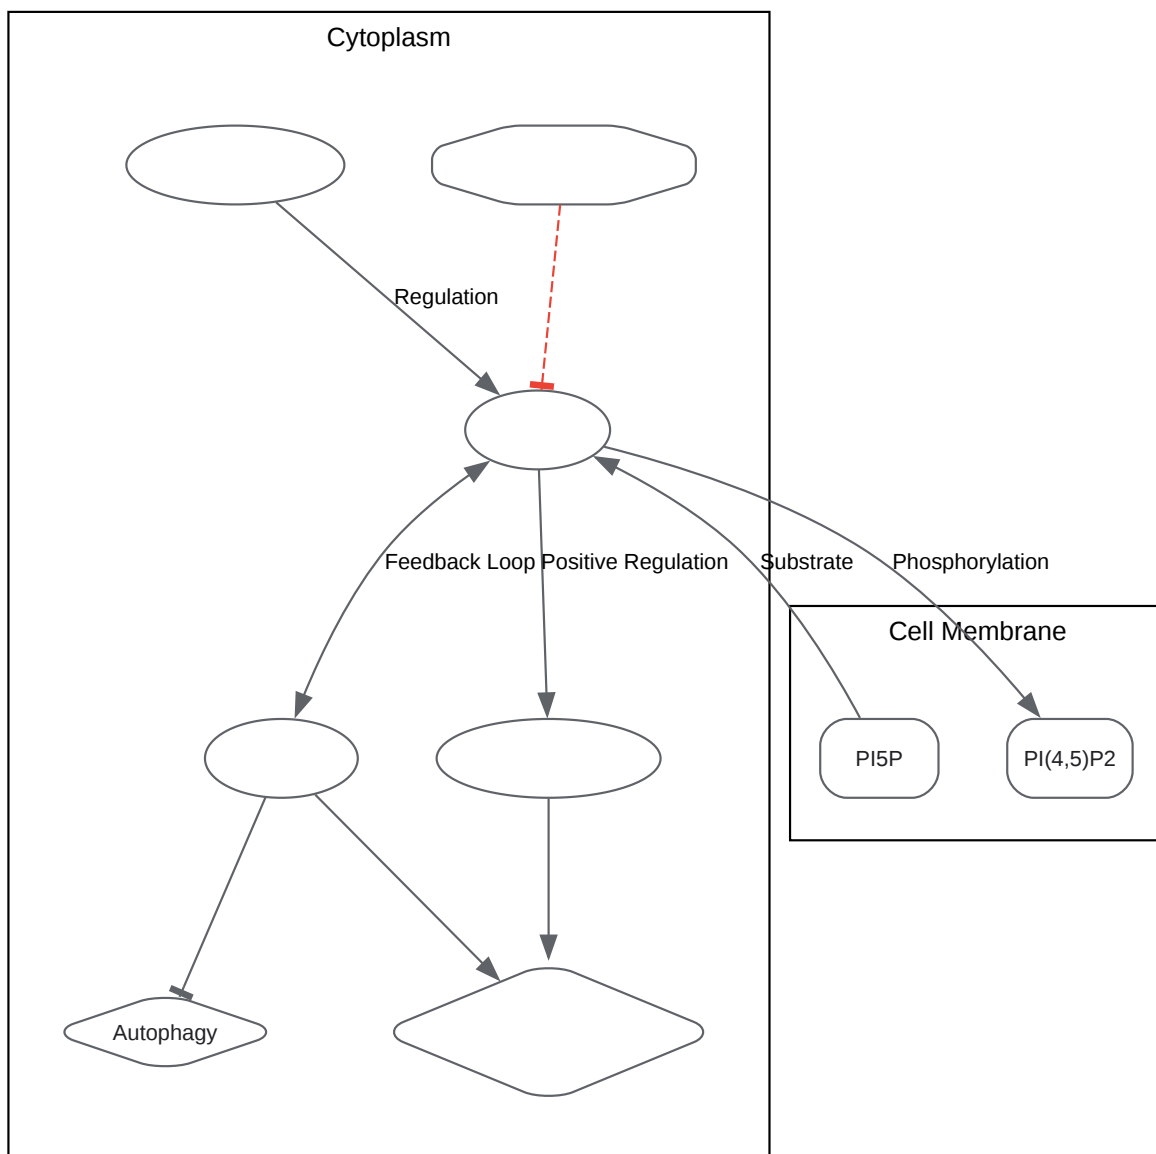 Cytoplasm
Regulation
Feedback Loop
Positive Regulation
Substrate
Phosphorylation
Cell Membrane
PI5P
PI(4,5)P2
Autophagy